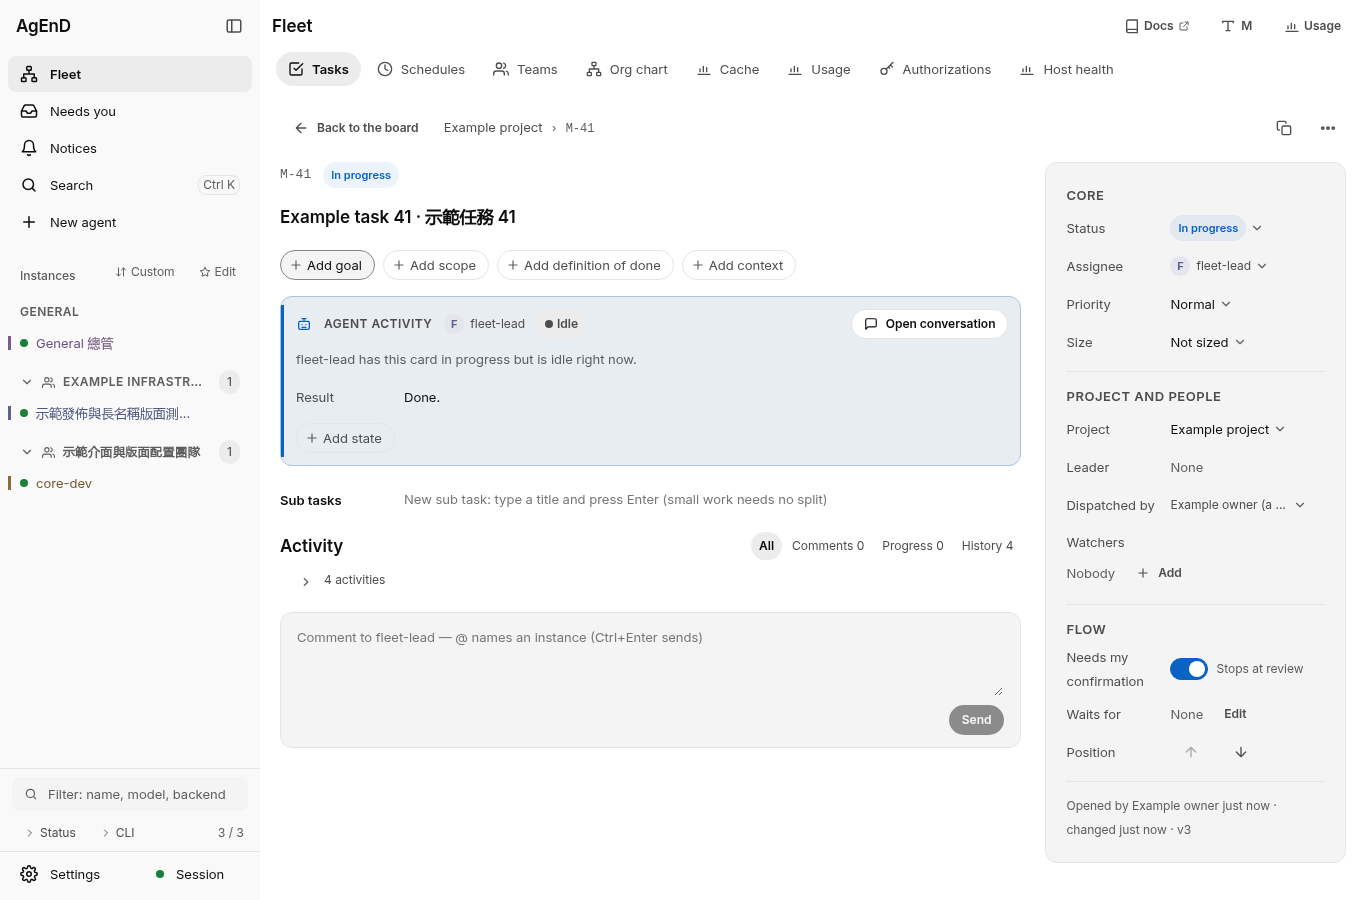 AgEnD
Fleet
Needs you
Notices
Search Ctrl K
New agent
Instances Custom Edit
GENERAL
General 總管
EXAMPLE INFRASTR... 1
示範發佈與長名稱版面測...
示範介面與版面配置團隊 1
core-dev
Filter: name, model, backend
Status CLI 3 / 3
Settings Session
Fleet
Docs M Usage
Tasks Schedules Teams Org chart Cache Usage Authorizations Host health
Back to the board Example project › M-41
M-41 In progress
Example task 41 · 示範任務 41
Add goal Add scope Add definition of done Add context
AGENT ACTIVITY F fleet-lead Idle Open conversation
fleet-lead has this card in progress but is idle right now.
Result Done.
Add state
Sub tasks New sub task: type a title and press Enter (small work needs no split)
Activity All Comments 0 Progress 0 History 4
4 activities
Comment to fleet-lead — @ names an instance (Ctrl+Enter sends)
Send
CORE
Status In progress
Assignee F fleet-lead
Priority Normal
Size Not sized
PROJECT AND PEOPLE
Project Example project
Leader None
Dispatched by Example owner (a ...
Watchers
Nobody Add
FLOW
Needs my
confirmation Stops at review
Waits for None Edit
Position
Opened by Example owner just now ·
changed just now · v3